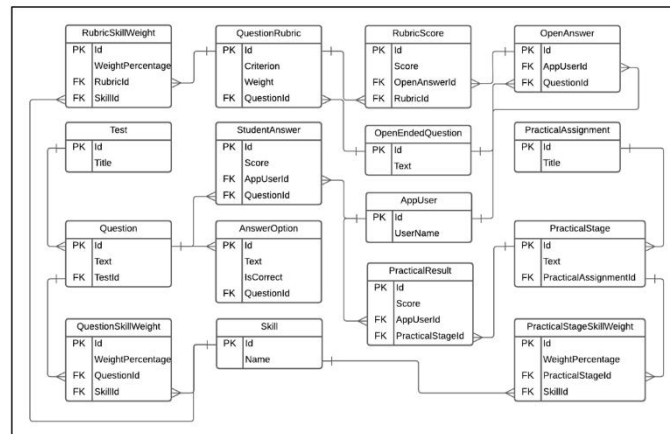 RubricSkillWeight
PK Id
WeightPercentage
FK RubricId
FK SkillId
QuestionRubric
PK Id
Criterion
Weight
FK QuestionId
RubricScore
PK Id
Score
FK OpenAnswerId
FK RubricId
OpenAnswer
PK Id
FK AppUserId
FK QuestionId
Test
PK Id
Title
StudentAnswer
PK Id
Score
FK AppUserId
FK QuestionId
OpenEndedQuestion
PK Id
Text
PracticalAssignment
PK Id
Title
AppUser
PK Id
UserName
Question
PK Id
Text
FK TestId
AnswerOption
PK Id
Text
IsCorrect
FK QuestionId
PracticalStage
PK Id
Text
FK PracticalAssignmentId
PracticalResult
PK Id
Score
FK AppUserId
FK PracticalStageId
QuestionSkillWeight
PK Id
WeightPercentage
FK QuestionId
FK SkillId
Skill
PK Id
Name
PracticalStageSkillWeight
PK Id
WeightPercentage
FK PracticalStageId
FK SkillId